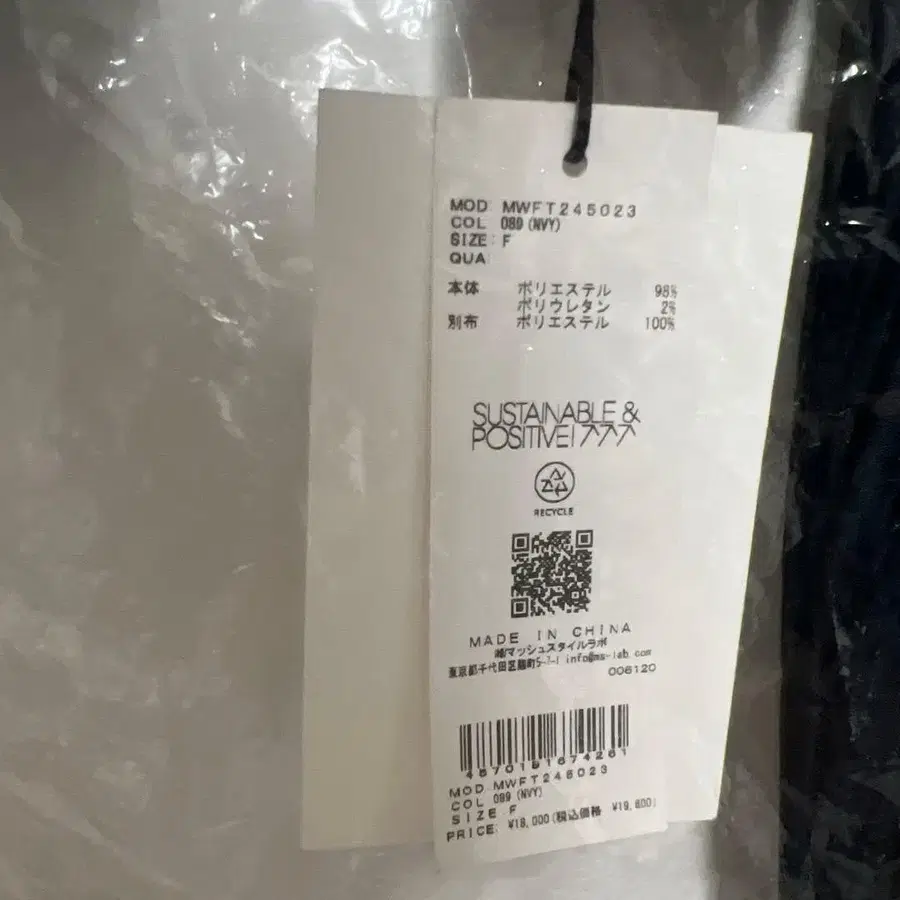 MOD MWFT245023
COL 089 (NVY)
SIZE: F
QUA
本体 ポリエステル 98%
ポリウレタン 2%
別布 ポリエステル 100%
SUSTAINABLE &
POSITIVE!
RECYCLE
MADE IN CHINA
㈱マッシュスタイルラボ
東京都千代田区麹町5-7-1 info@ms-lab.com
006120
MOD MWFT245023
COL 089 (NVY)
SIZE F
PRICE: ¥18,000(税込価格 ¥19,800)